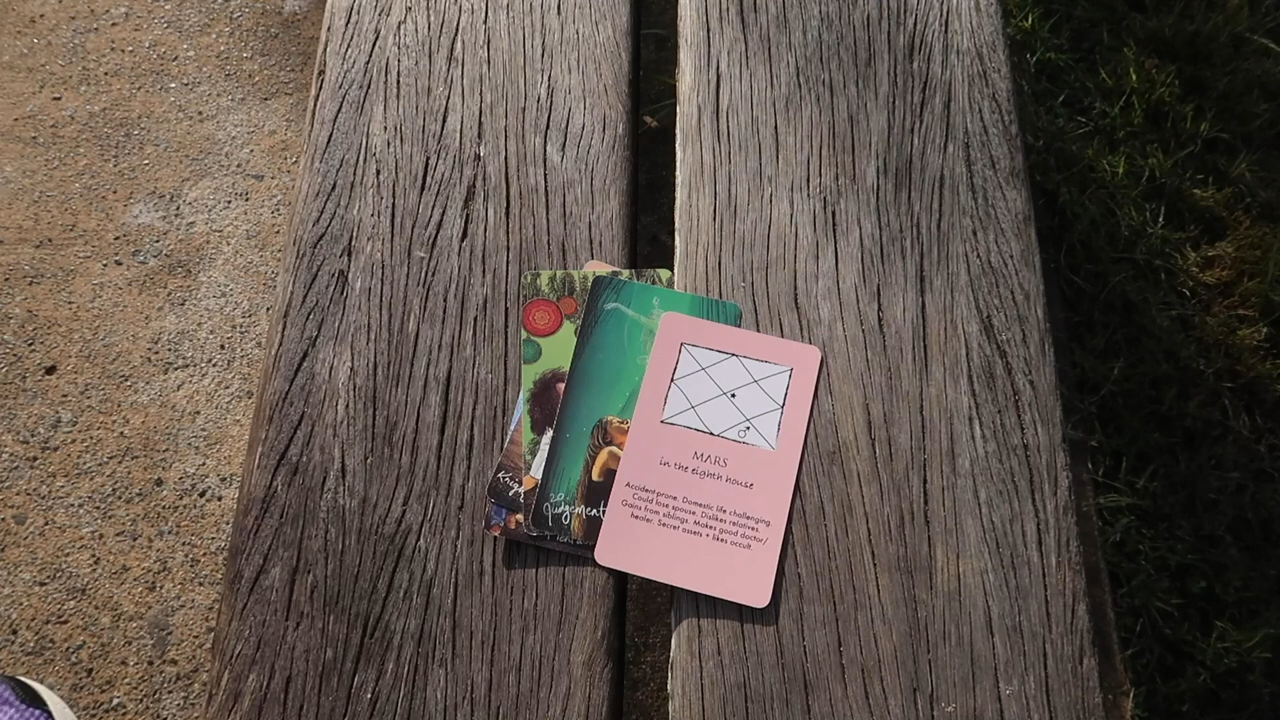 Knigh
20
Judgement
MARS
in the eighth house
Accident-prone. Domestic life challenging.
Could lose spouse. Dislikes relatives.
Gains from siblings. Makes good doctor/
healer. Secret assets + likes occult.